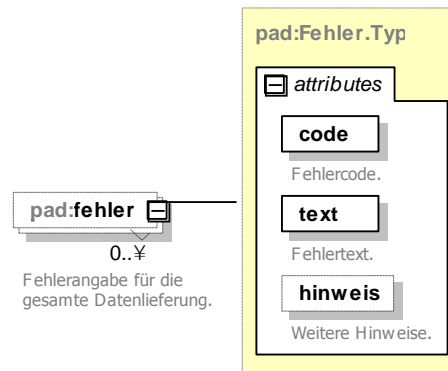 pad:Fehler.Typ
attributes
code
Fehlercode.
pad:fehler
text
0..¥
Fehlertext.
Fehlerangabe für die
gesamte Datenlieferung.
hinweis
Weitere Hinweise.